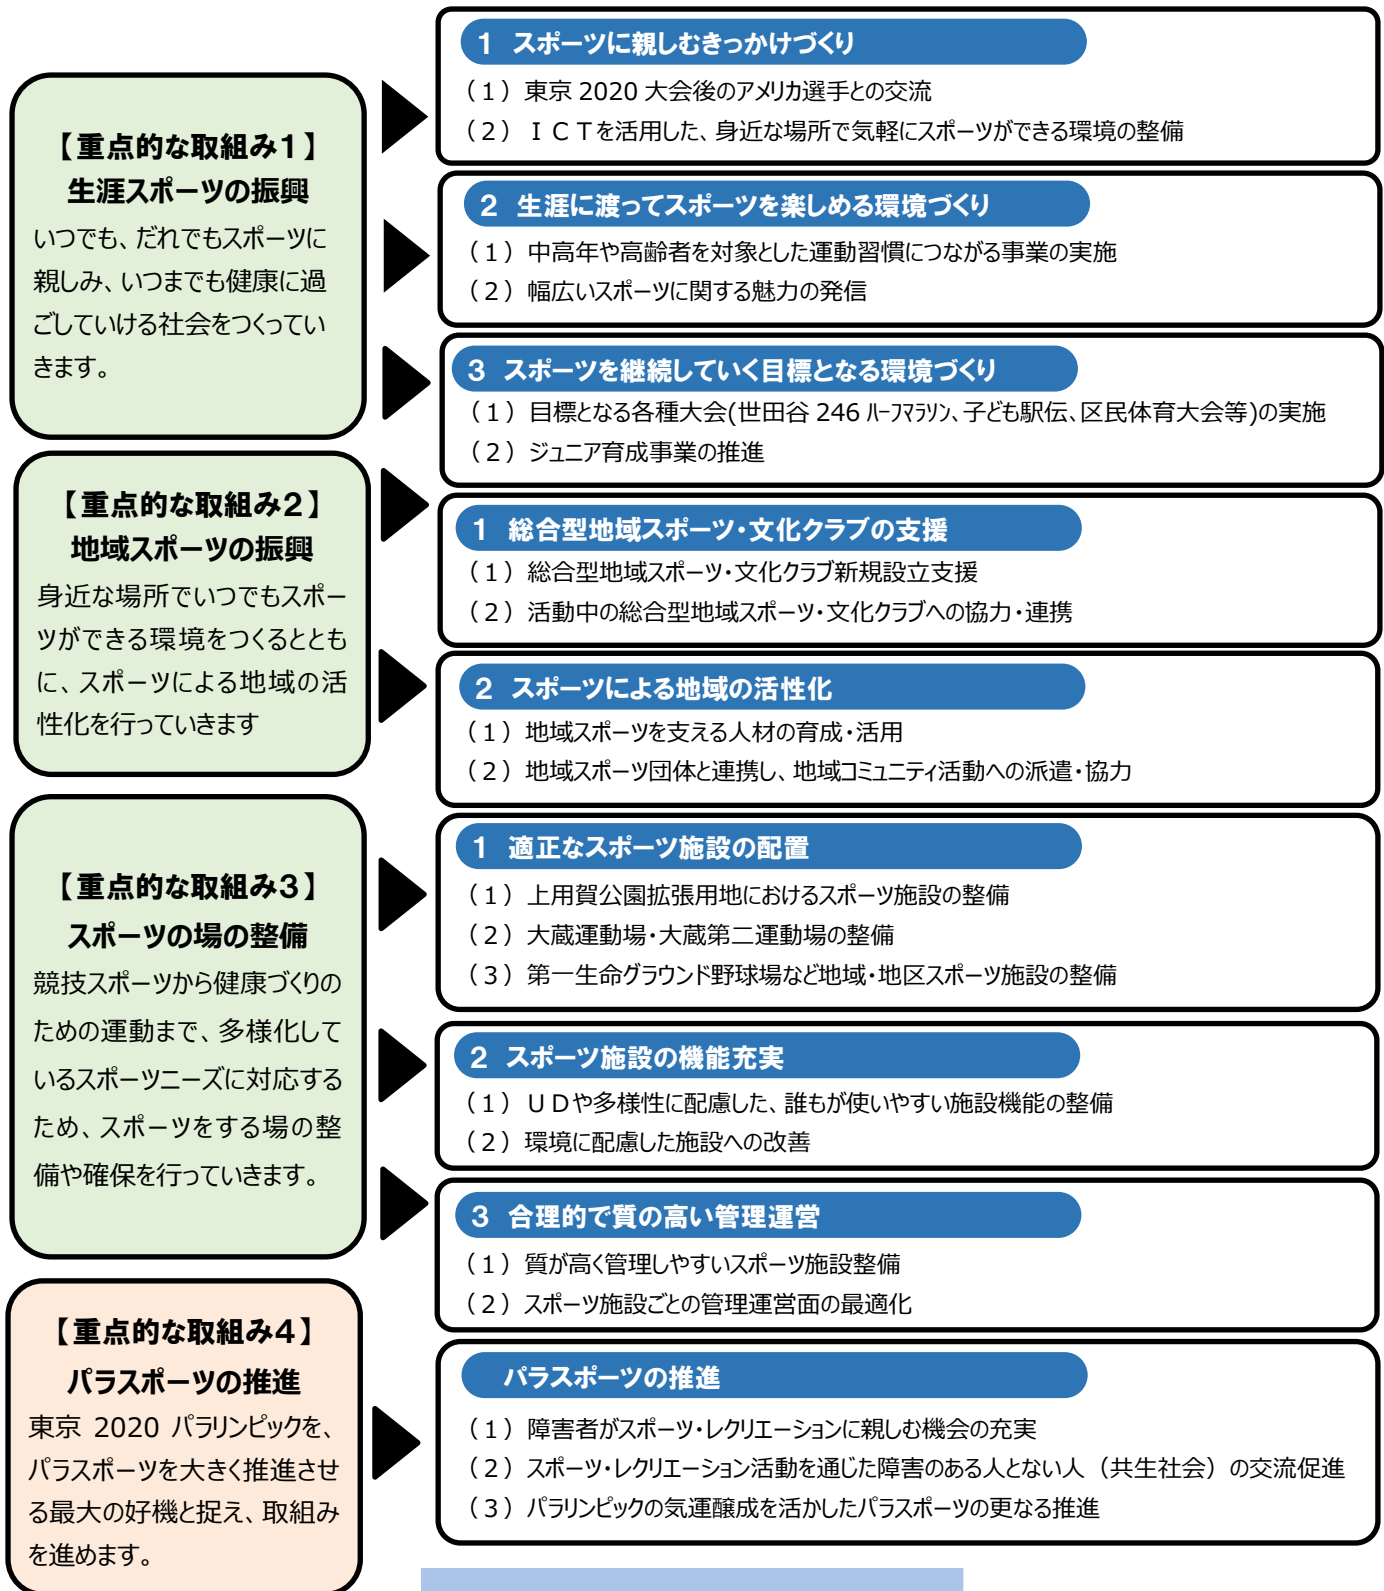 【重点的な取組み１】
生涯スポーツの振興
いつでも、だれでもスポーツに
親しみ、いつまでも健康に過
ごしていける社会をつくってい
きます。
１ スポーツに親しむきっかけづくり
（１）東京 2020 大会後のアメリカ選手との交流
（２）ＩＣＴを活用した、身近な場所で気軽にスポーツができる環境の整備
２ 生涯に渡ってスポーツを楽しめる環境づくり
（１）中高年や高齢者を対象とした運動習慣につながる事業の実施
（２）幅広いスポーツに関する魅力の発信
３ スポーツを継続していく目標となる環境づくり
（１）目標となる各種大会(世田谷 246 ﾊｰﾌﾏﾗｿﾝ、子ども駅伝、区民体育大会等)の実施
（２）ジュニア育成事業の推進
【重点的な取組み２】
地域スポーツの振興
身近な場所でいつでもスポー
ツができる環境をつくるととも
に、スポーツによる地域の活
性化を行っていきます
１ 総合型地域スポーツ・文化クラブの支援
（１）総合型地域スポーツ・文化クラブ新規設立支援
（２）活動中の総合型地域スポーツ・文化クラブへの協力・連携
２ スポーツによる地域の活性化
（１）地域スポーツを支える人材の育成・活用
（２）地域スポーツ団体と連携し、地域コミュニティ活動への派遣・協力
【重点的な取組み３】
スポーツの場の整備
競技スポーツから健康づくりの
ための運動まで、多様化して
いるスポーツニーズに対応する
ため、スポーツをする場の整
備や確保を行っていきます。
１ 適正なスポーツ施設の配置
（１）上用賀公園拡張用地におけるスポーツ施設の整備
（２）大蔵運動場・大蔵第二運動場の整備
（３）第一生命グラウンド野球場など地域・地区スポーツ施設の整備
２ スポーツ施設の機能充実
（１）ＵＤや多様性に配慮した、誰もが使いやすい施設機能の整備
（２）環境に配慮した施設への改善
３ 合理的で質の高い管理運営
（１）質が高く管理しやすいスポーツ施設整備
（２）スポーツ施設ごとの管理運営面の最適化
【重点的な取組み４】
パラスポーツの推進
東京 2020 パラリンピックを、
パラスポーツを大きく推進させ
る最大の好機と捉え、取組み
を進めます。
パラスポーツの推進
（１）障害者がスポーツ・レクリエーションに親しむ機会の充実
（２）スポーツ・レクリエーション活動を通じた障害のある人とない人（共生社会）の交流促進
（３）パラリンピックの気運醸成を活かしたパラスポーツの更なる推進